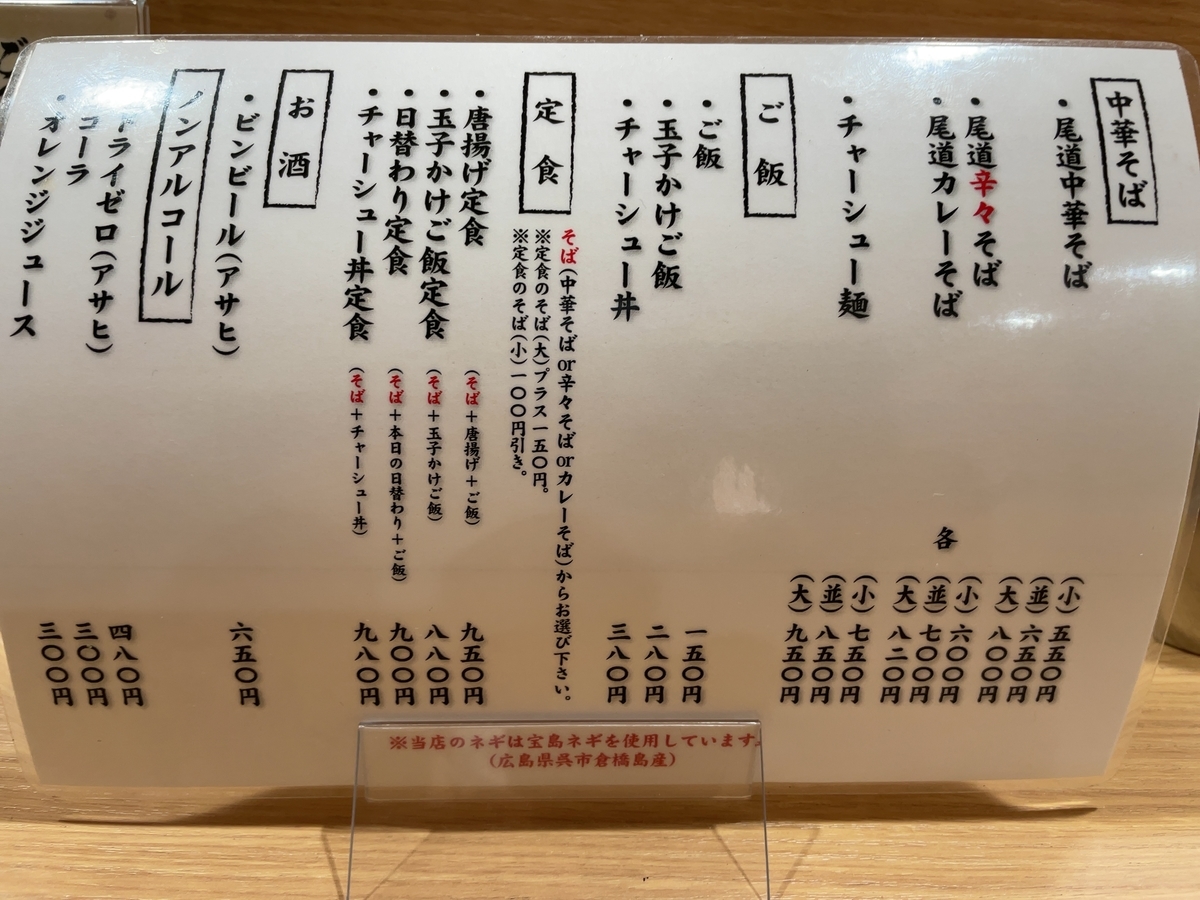 中華そば
・尾道中華そば
(小)五五〇円
(並)六五〇円
(大)八〇〇円
・尾道辛々そば
・尾道カレーそば
各
(小)六〇〇円
(並)七〇〇円
(大)八二〇円
・チャーシュー麺
(小)七五〇円
(並)八五〇円
(大)九五〇円
ご飯
・ご飯 一五〇円
・玉子かけご飯 二八〇円
・チャーシュー丼 三八〇円
定食
そば(中華そばor辛々そばorカレーそば)からお選び下さい。
※定食のそば(大)プラス一五〇円。
※定食のそば(小)一〇〇円引き。
・唐揚げ定食 (そば+唐揚げ+ご飯) 九五〇円
・玉子かけご飯定食 (そば+玉子かけご飯) 八八〇円
・日替わり定食 (そば+本日の日替わり+ご飯) 九〇〇円
・チャーシュー丼定食 (そば+チャーシュー丼) 九八〇円
お酒
・ビンビール(アサヒ) 六五〇円
ノンアルコール
・ドライゼロ(アサヒ) 四八〇円
・コーラ 三〇〇円
・オレンジジュース 三〇〇円
※当店のネギは宝島ネギを使用しています。
(広島県呉市倉橋島産)